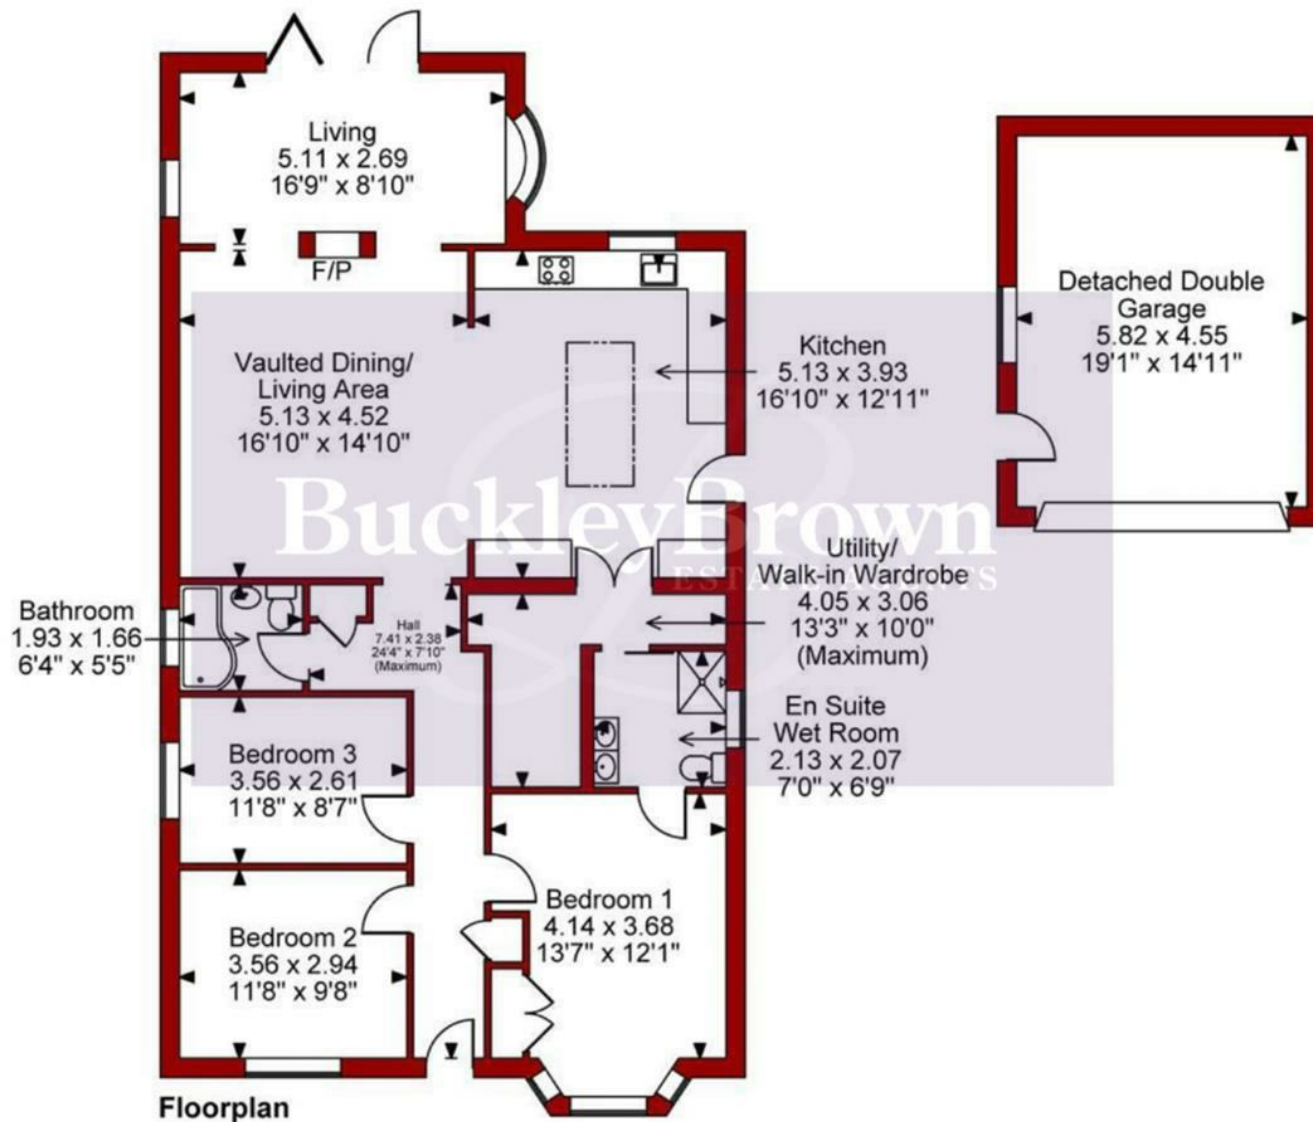 Living
5.11 x 2.69
16'9" x 8'10"
F/P
Vaulted Dining/
Living Area
5.13 x 4.52
16'10" x 14'10"
Kitchen
5.13 x 3.93
16'10" x 12'11"
Detached Double
Garage
5.82 x 4.55
19'1" x 14'11"
BuckleyBrown
ESTATE AGENTS
Utility/
Walk-in Wardrobe
4.05 x 3.06
13'3" x 10'0"
(Maximum)
Bathroom
1.93 x 1.66
6'4" x 5'5"
Hall
7.41 x 2.38
24'4" x 7'10"
(Maximum)
En Suite
Wet Room
2.13 x 2.07
7'0" x 6'9"
Bedroom 3
3.56 x 2.61
11'8" x 8'7"
Bedroom 1
4.14 x 3.68
13'7" x 12'1"
Bedroom 2
3.56 x 2.94
11'8" x 9'8"
Floorplan